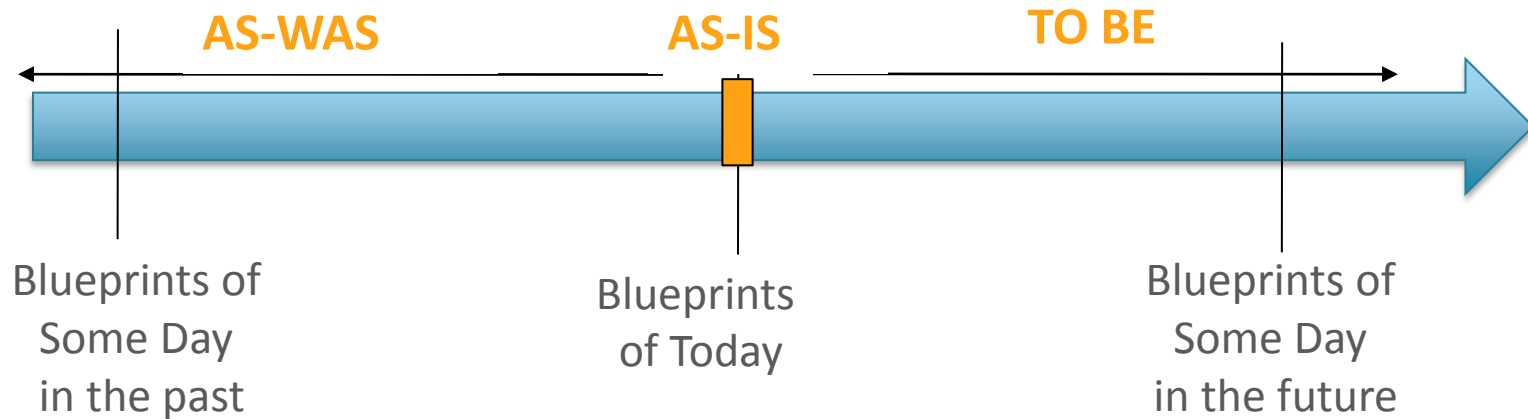 AS-WAS
AS-IS
TO BE
Blueprints of
Some Day
in the past
Blueprints
of Today
Blueprints of
Some Day
in the future